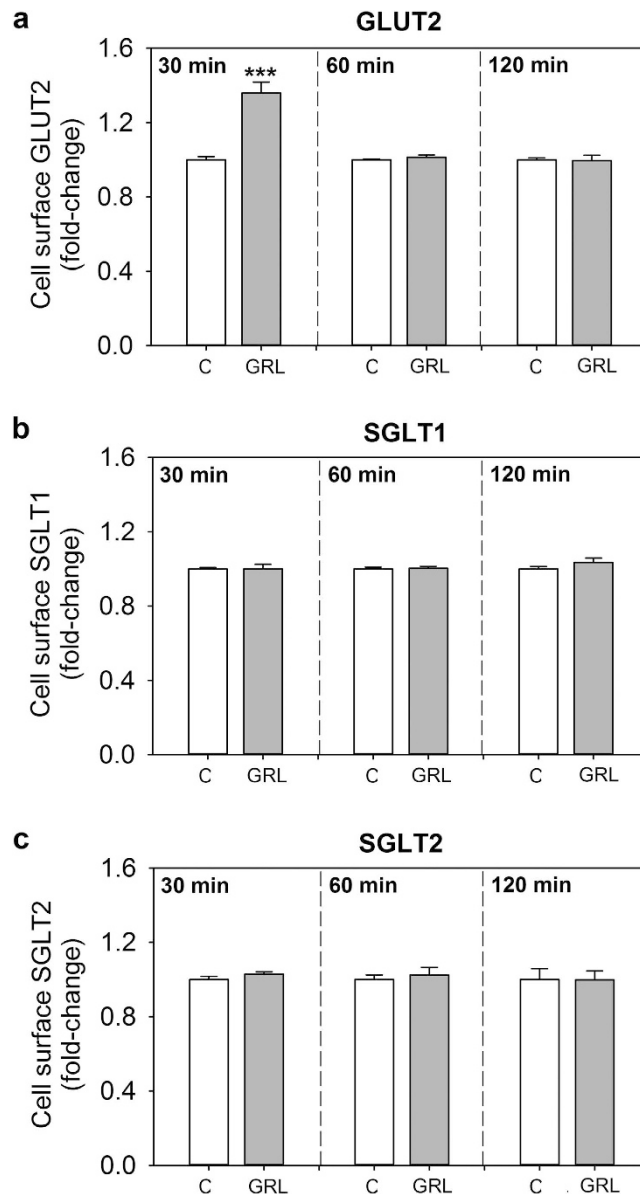 a
GLUT2
Cell surface GLUT2
(fold-change)
1.6
1.2
0.8
0.4
0.0
30 min
60 min
120 min
***
C GRL C GRL C GRL
b
SGLT1
Cell surface SGLT1
(fold-change)
1.6
1.2
0.8
0.4
0.0
30 min
60 min
120 min
C GRL C GRL C GRL
c
SGLT2
Cell surface SGLT2
(fold-change)
1.6
1.2
0.8
0.4
0.0
30 min
60 min
120 min
C GRL C GRL C GRL